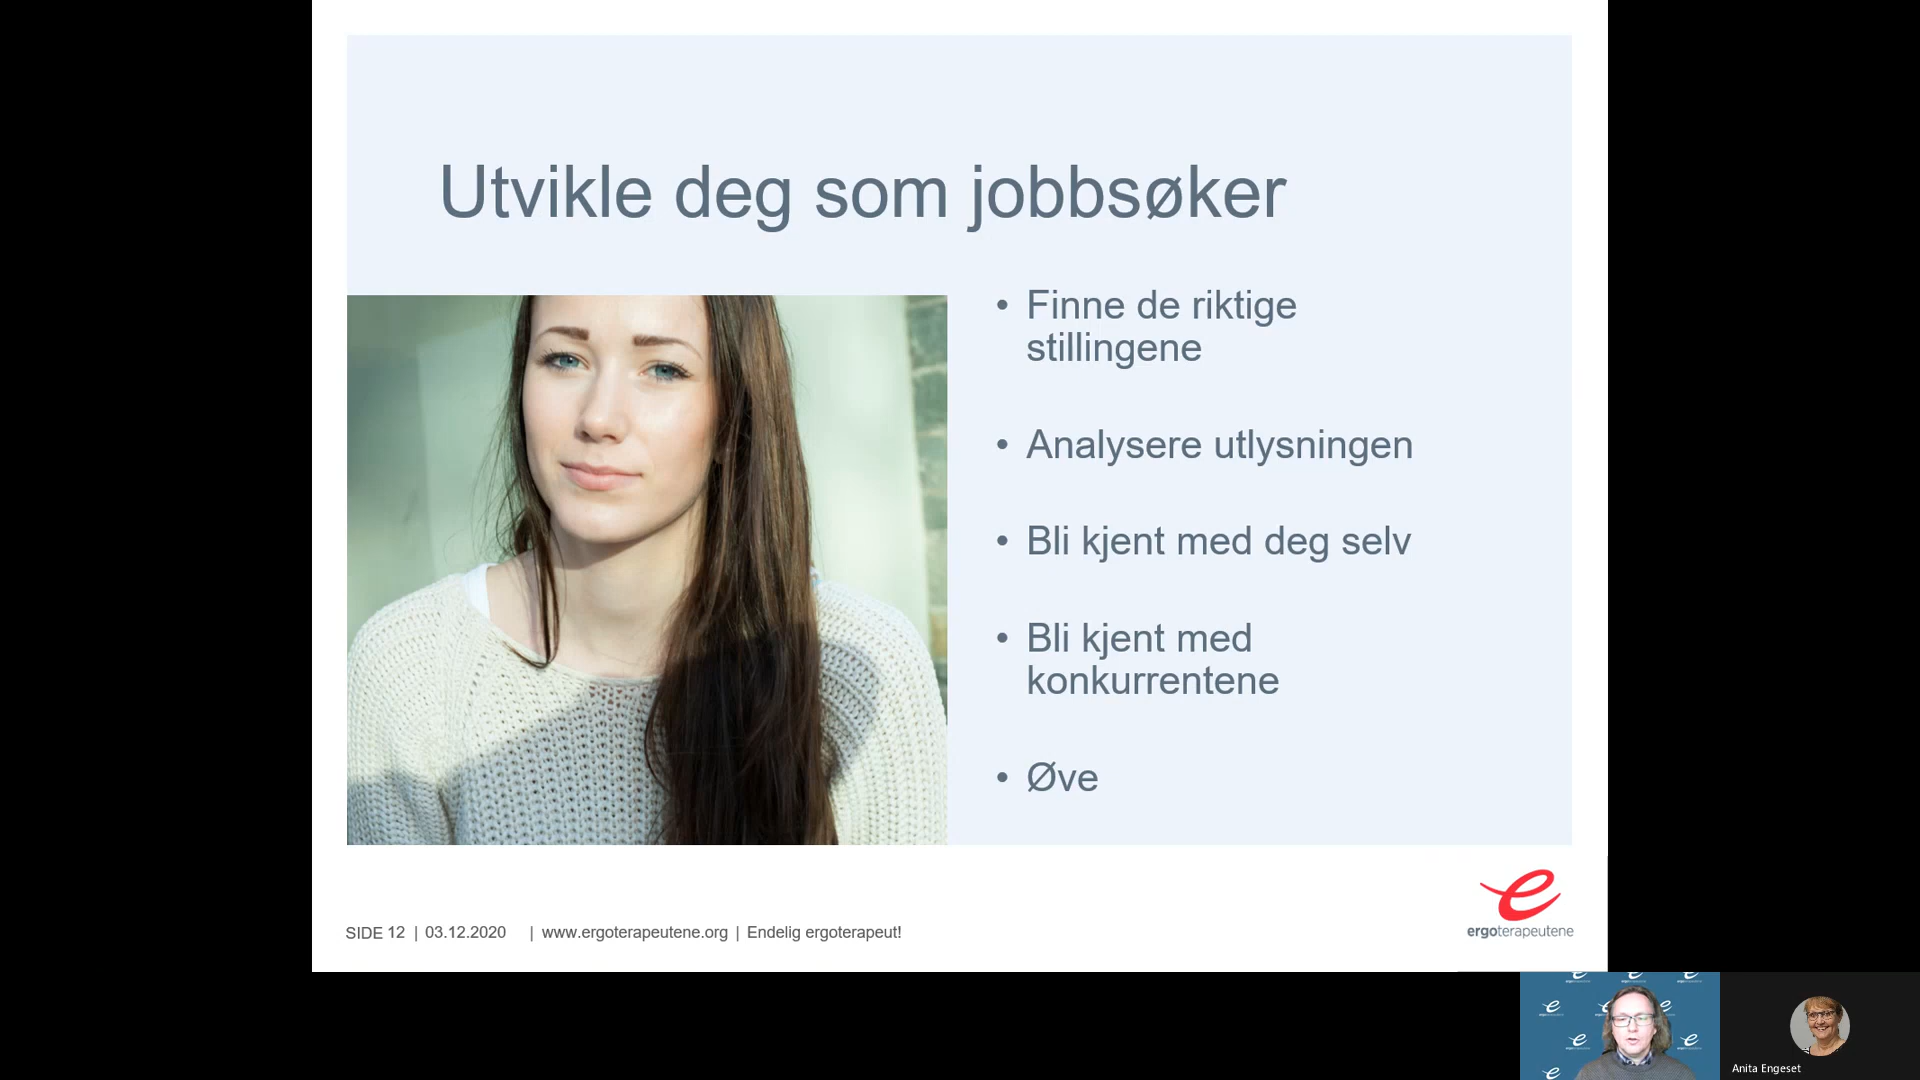 Utvikle deg som jobbsøker
• Finne de riktige
stillingene
• Analysere utlysningen
• Bli kjent med deg selv
• Bli kjent med
konkurrentene
• Øve
SIDE 12 | 03.12.2020 | www.ergoterapeutene.org | Endelig ergoterapeut!
ergoterapeutene
Anita Engeset